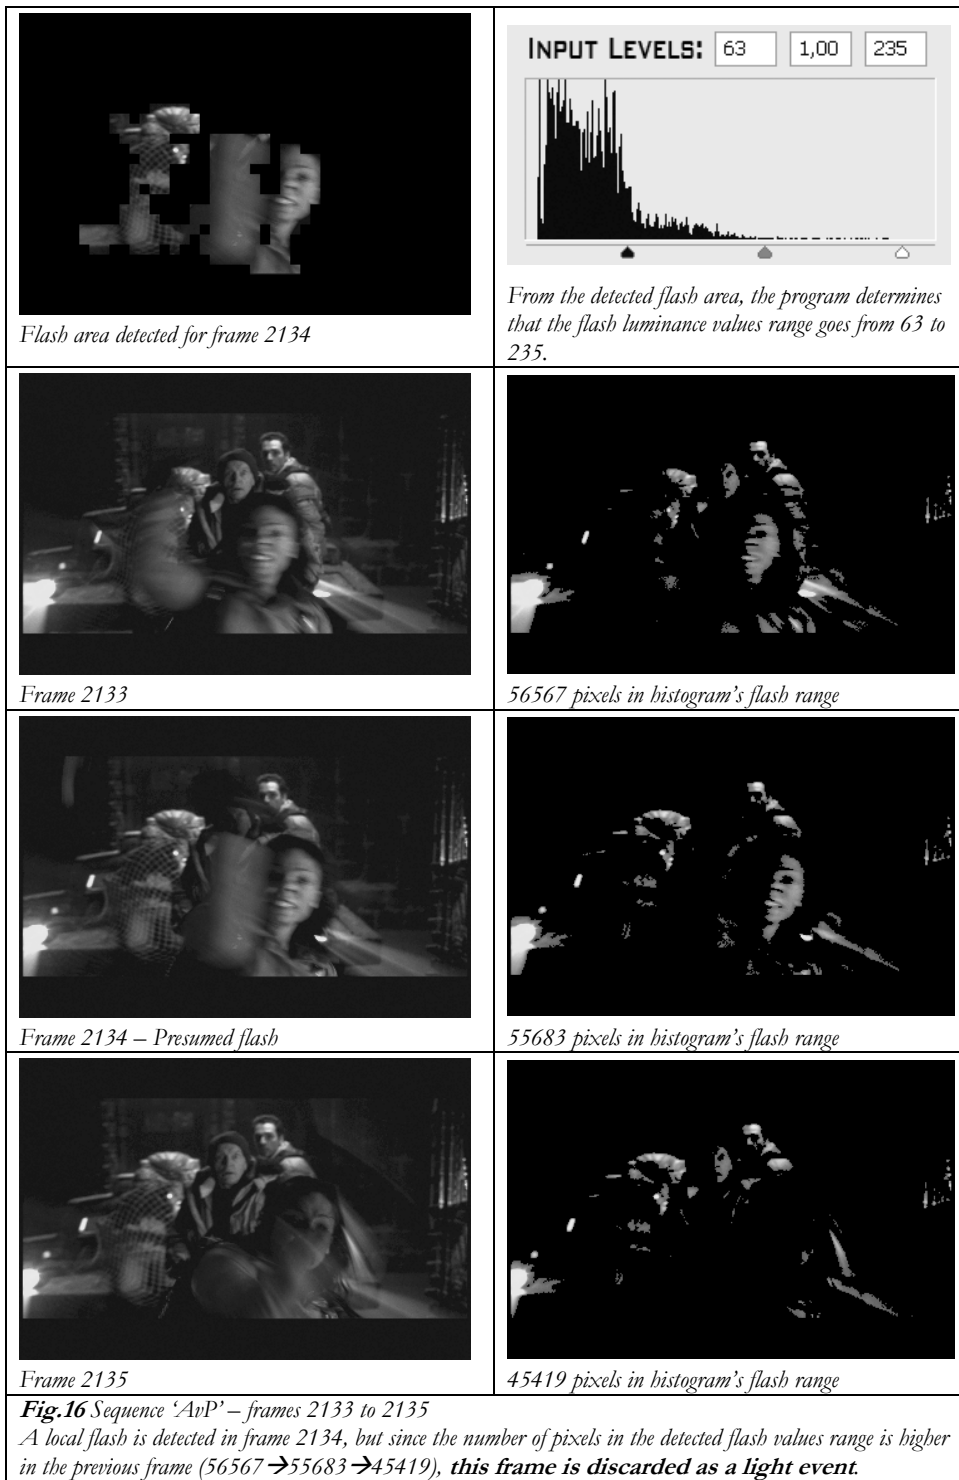 INPUT LEVELS: 63 1,00 235
Flash area detected for frame 2134
From the detected flash area, the program determines
that the flash luminance values range goes from 63 to
235.
Frame 2133
56567 pixels in histogram's flash range
Frame 2134 – Presumed flash
55683 pixels in histogram's flash range
Frame 2135
45419 pixels in histogram's flash range
Fig.16 Sequence 'AvP' – frames 2133 to 2135
A local flash is detected in frame 2134, but since the number of pixels in the detected flash values range is higher
in the previous frame (56567→55683→45419), this frame is discarded as a light event.